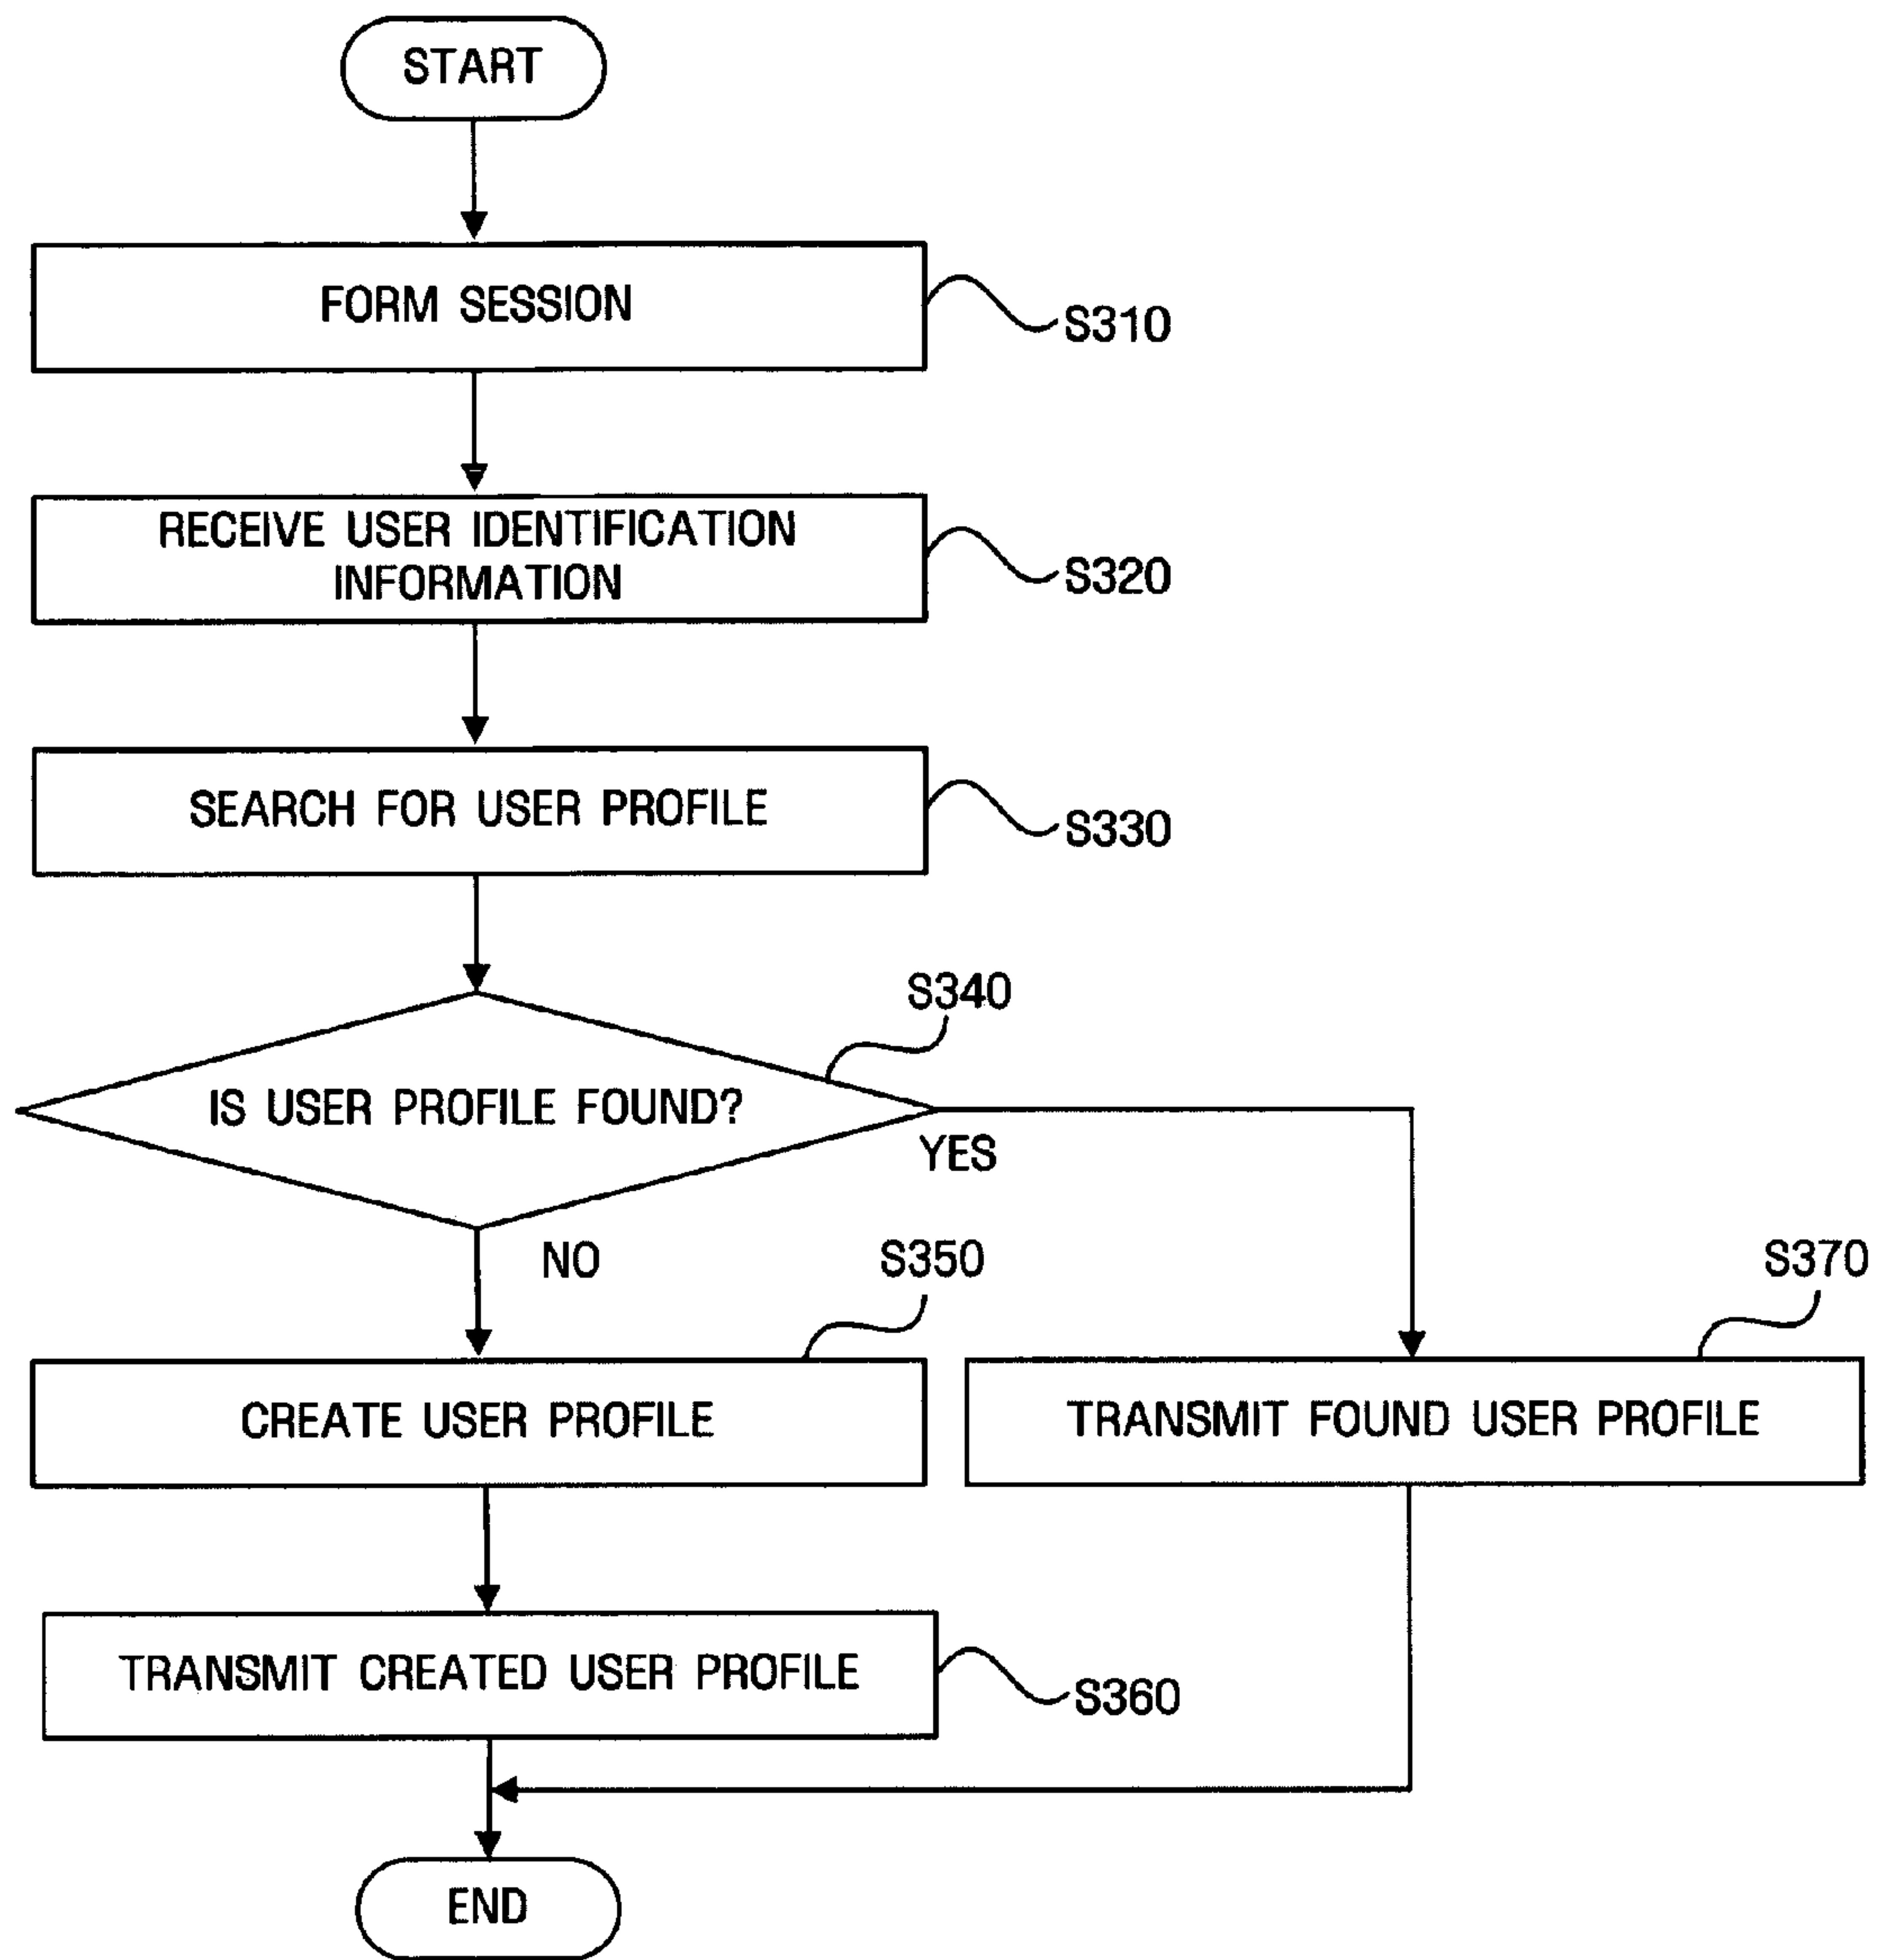 START
FORM SESSION
S310
RECEIVE USER IDENTIFICATION
INFORMATION
S320
SEARCH FOR USER PROFILE
S330
S340
IS USER PROFILE FOUND?
YES
NO
S350
S370
CREATE USER PROFILE
TRANSMIT FOUND USER PROFILE
TRANSMIT CREATED USER PROFILE
S360
END